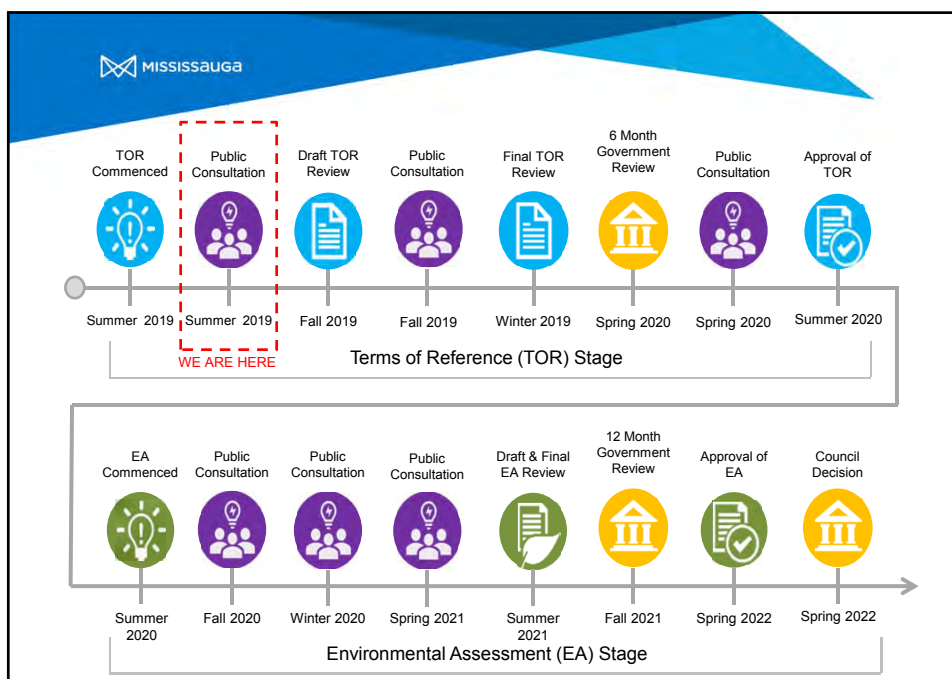 MISSISSAUGA
TOR
Commenced
Public
Consultation
Draft TOR
Review
Public
Consultation
Final TOR
Review
6 Month
Government
Review
Public
Consultation
Approval of
TOR
Summer 2019
Summer 2019
Fall 2019
Fall 2019
Winter 2019
Spring 2020
Spring 2020
Summer 2020
WE ARE HERE
Terms of Reference (TOR) Stage
EA
Commenced
Public
Consultation
Public
Consultation
Public
Consultation
Draft & Final
EA Review
12 Month
Government
Review
Approval of
EA
Council
Decision
Summer
2020
Fall 2020
Winter 2020
Spring 2021
Summer
2021
Fall 2021
Spring 2022
Spring 2022
Environmental Assessment (EA) Stage